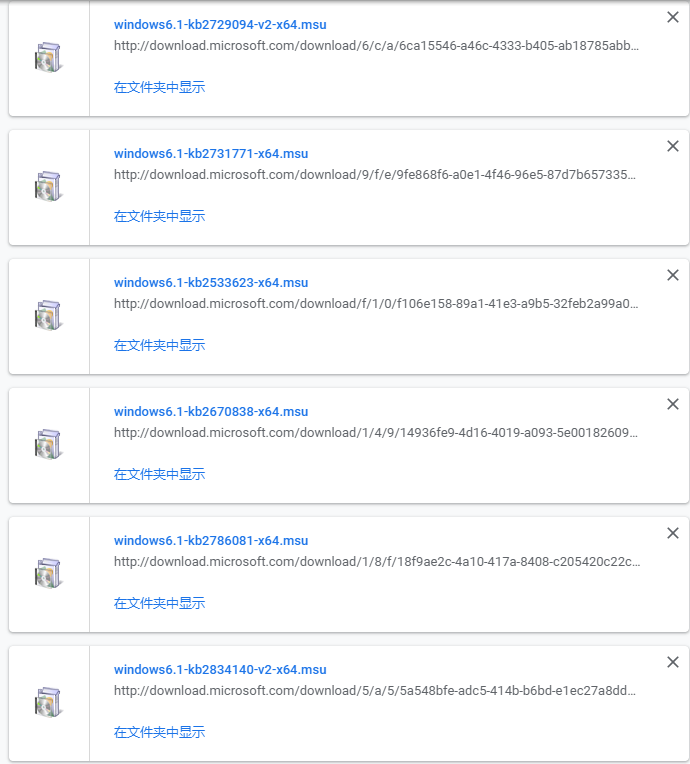 windows6.1-kb2729094-v2-x64.msu
http://download.microsoft.com/download/6/c/a/6ca15546-a46c-4333-b405-ab18785abb…
在文件夹中显示
windows6.1-kb2731771-x64.msu
http://download.microsoft.com/download/9/f/e/9fe868f6-a0e1-4f46-96e5-87d7b657335…
在文件夹中显示
windows6.1-kb2533623-x64.msu
http://download.microsoft.com/download/f/1/0/f106e158-89a1-41e3-a9b5-32feb2a99a0…
在文件夹中显示
windows6.1-kb2670838-x64.msu
http://download.microsoft.com/download/1/4/9/14936fe9-4d16-4019-a093-5e00182609…
在文件夹中显示
windows6.1-kb2786081-x64.msu
http://download.microsoft.com/download/1/8/f/18f9ae2c-4a10-417a-8408-c205420c22c…
在文件夹中显示
windows6.1-kb2834140-v2-x64.msu
http://download.microsoft.com/download/5/a/5/5a548bfe-adc5-414b-b6bd-e1ec27a8dd…
在文件夹中显示